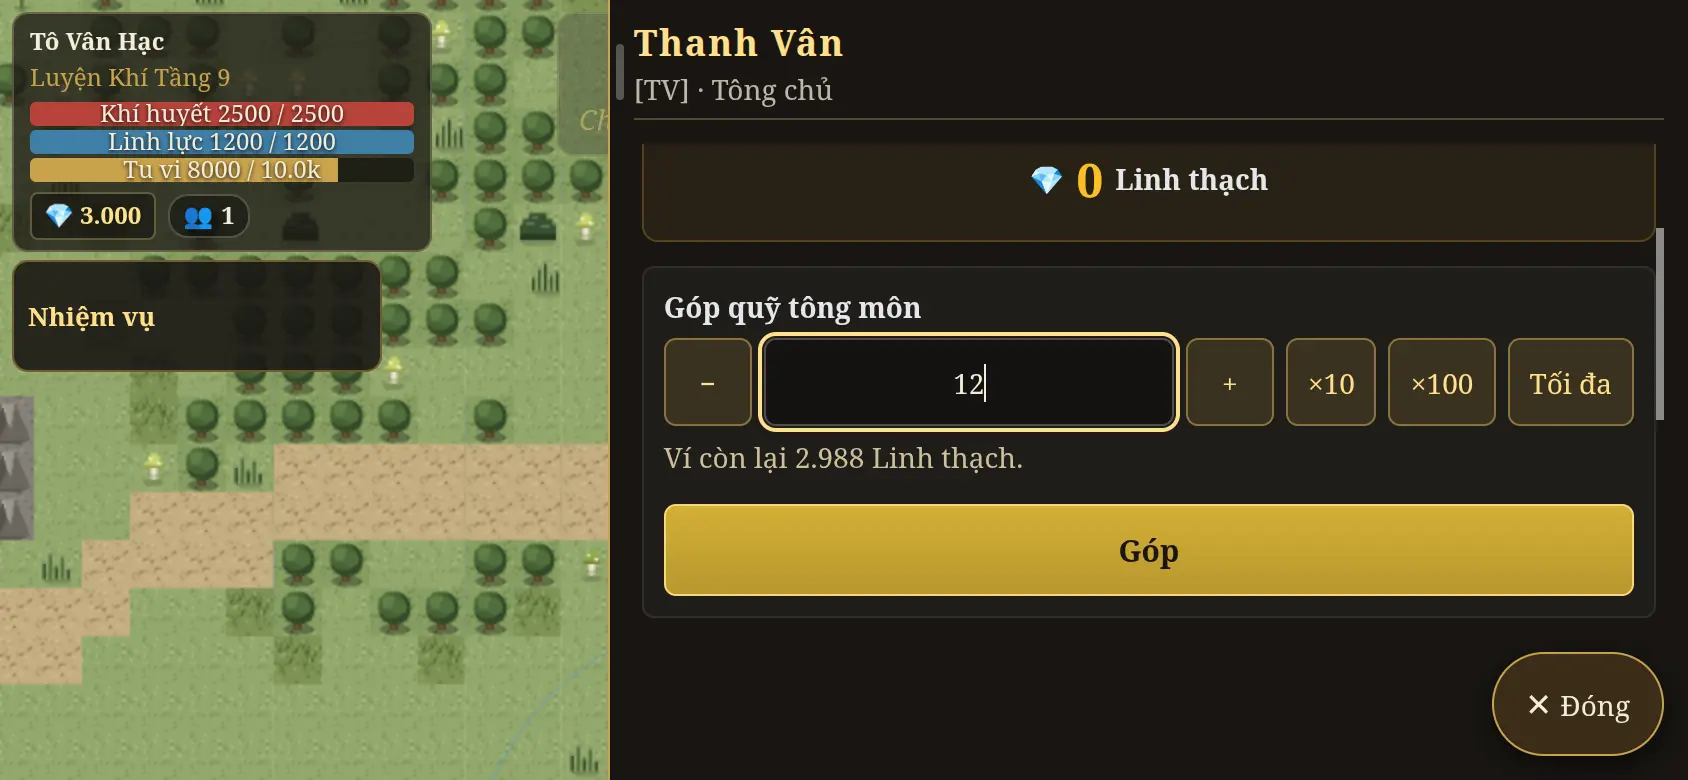 Tô Vân Hạc
Luyện Khí Tầng 9
Khí huyết 2500 / 2500
Linh lực 1200 / 1200
Tu vi 8000 / 10.0k
3.000
1
Nhiệm vụ
Ch
Thanh Vân
[TV] · Tông chủ
0 Linh thạch
Góp quỹ tông môn
− 12 + ×10 ×100 Tối đa
Ví còn lại 2.988 Linh thạch.
Góp
✕ Đóng